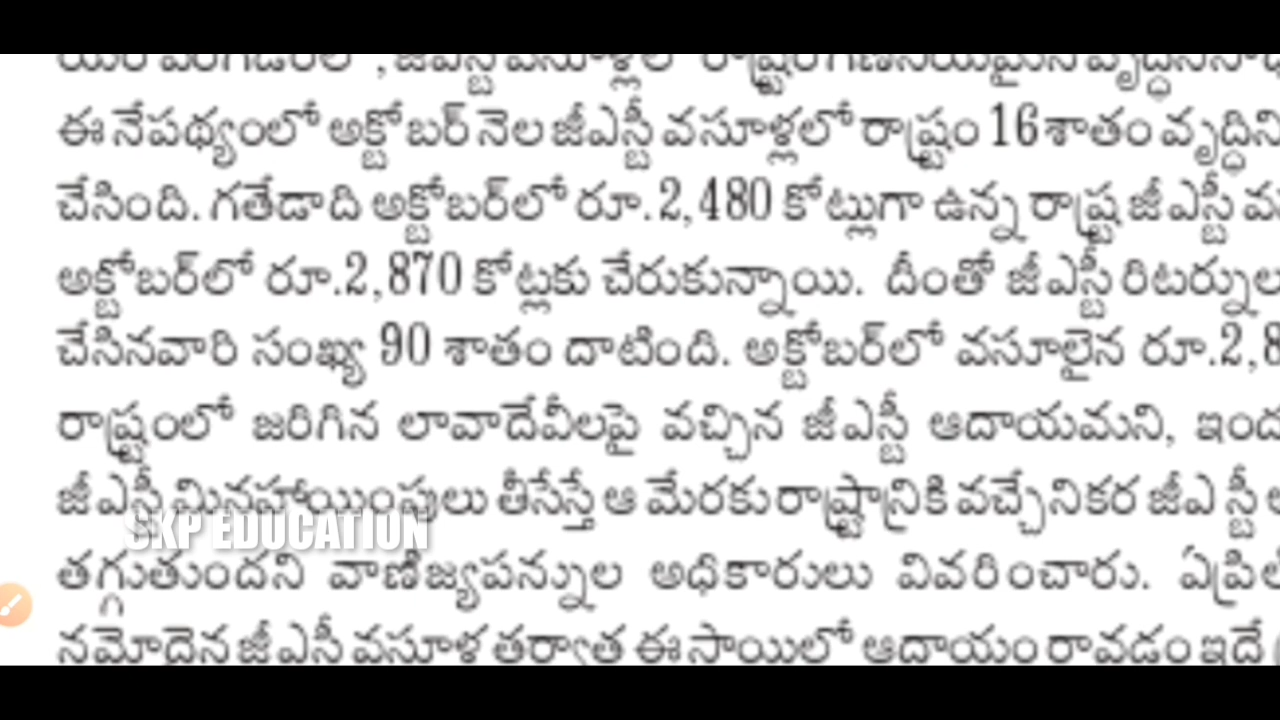 జీఎస్టీ వసూళ్లలో
ఈ నేపథ్యంలో అక్టోబర్ నెల జీఎస్టీ వసూళ్లలో రాష్ట్రం 16 శాతం వృద్ధిని
చేసింది. గతేడాది అక్టోబర్‌లో రూ.2,480 కోట్లుగా ఉన్న రాష్ట్ర జీఎస్టీ
అక్టోబర్‌లో రూ.2,870 కోట్లకు చేరుకున్నాయి. దీంతో జీఎస్టీ రిటర్నుల
చేసినవారి సంఖ్య 90 శాతం దాటింది. అక్టోబర్‌లో వసూలైన రూ.2,8
రాష్ట్రంలో జరిగిన లావాదేవీలపై వచ్చిన జీఎస్టీ ఆదాయమని,
జీఎస్టీ మినహాయింపులు తీసేస్తే ఆ మేరకు రాష్ట్రానికి వచ్చే నికర జీఎ స్టీ
SKP EDUCATION
తగ్గుతుందని వాణిజ్యపన్నుల అధికారులు వివరించారు. ఏప్రిల
నమోదైన జీఎస్టీ వసూళ్ల తర్వాత ఈ స్థాయిలో ఆదాయం రావడం ఇదే